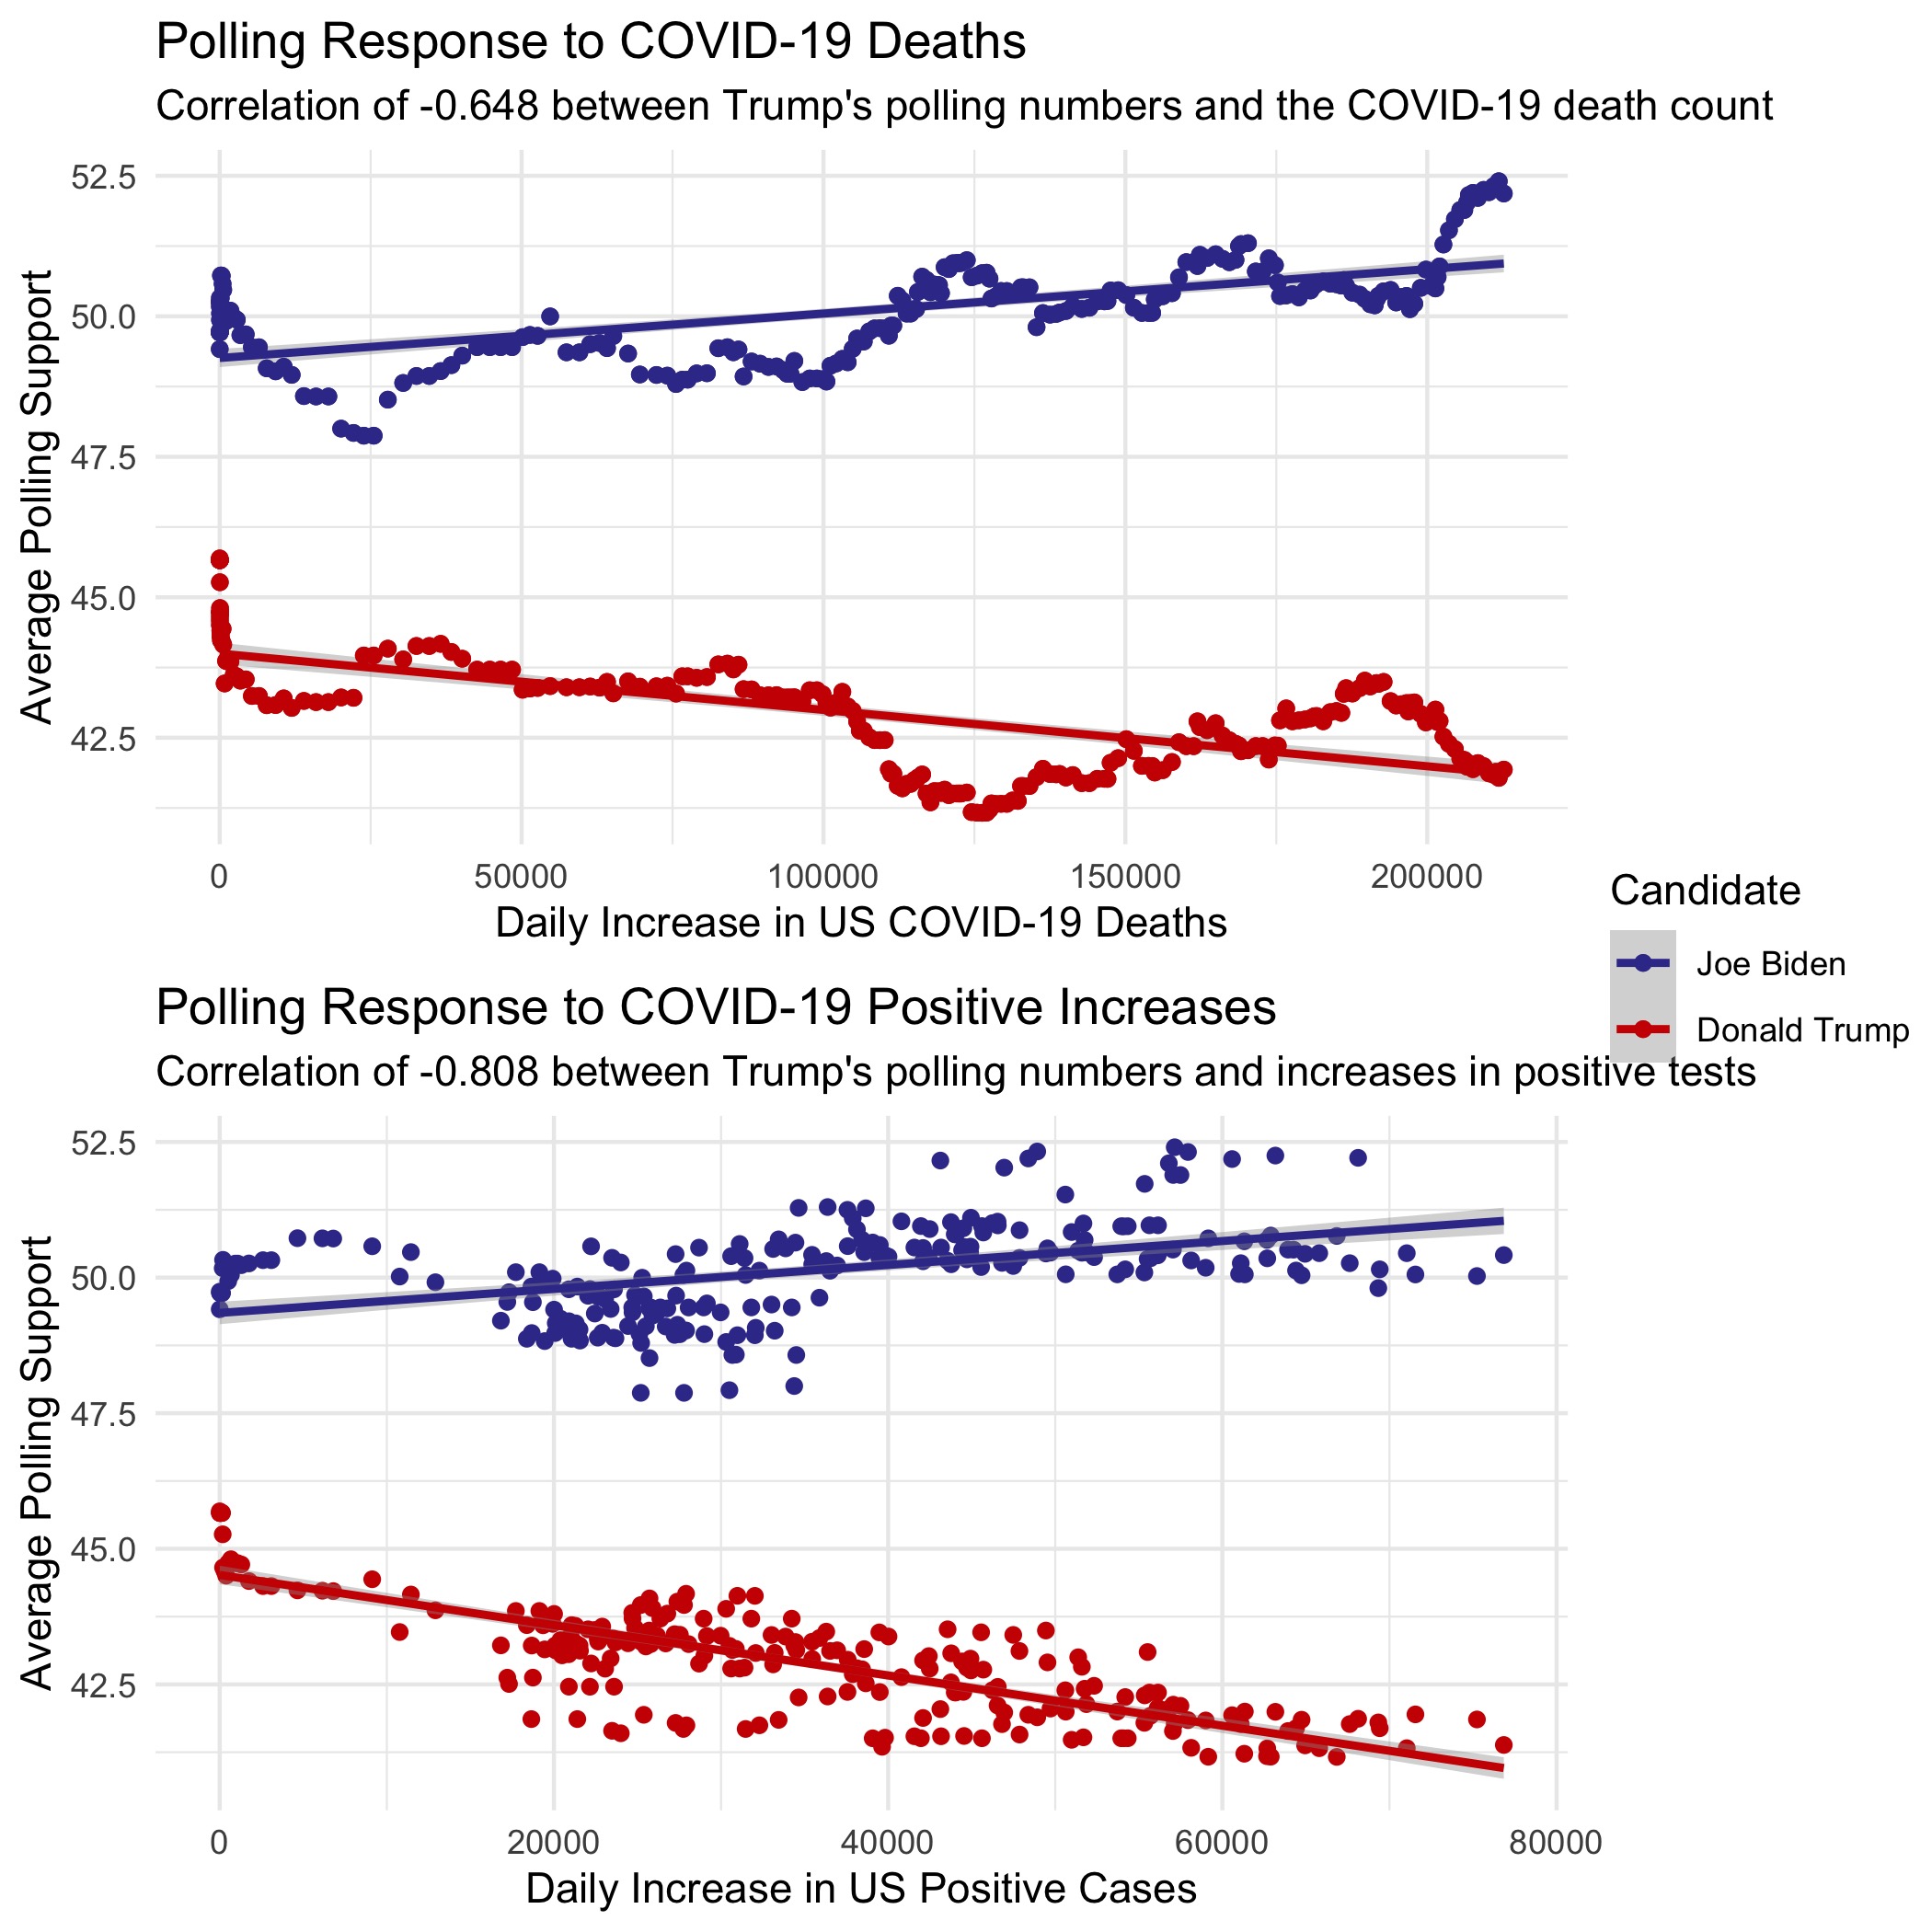 Polling Response to COVID-19 Deaths
Correlation of -0.648 between Trump's polling numbers and the COVID-19 death count
Average Polling Support
52.5
50.0
47.5
45.0
42.5
0 50000 100000 150000 200000
Daily Increase in US COVID-19 Deaths
Candidate
Joe Biden
Donald Trump
Polling Response to COVID-19 Positive Increases
Correlation of -0.808 between Trump's polling numbers and increases in positive tests
Average Polling Support
52.5
50.0
47.5
45.0
42.5
0 20000 40000 60000 80000
Daily Increase in US Positive Cases